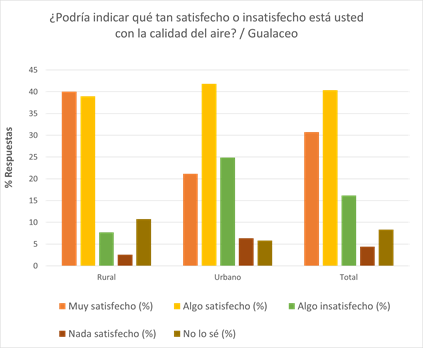 ¿Podría indicar qué tan satisfecho o insatisfecho está usted
con la calidad del aire? / Gualaceo
% Respuestas
45
40
35
30
25
20
15
10
5
0
Rural
Urbano
Total
Muy satisfecho (%)
Algo satisfecho (%)
Algo insatisfecho (%)
Nada satisfecho (%)
No lo sé (%)